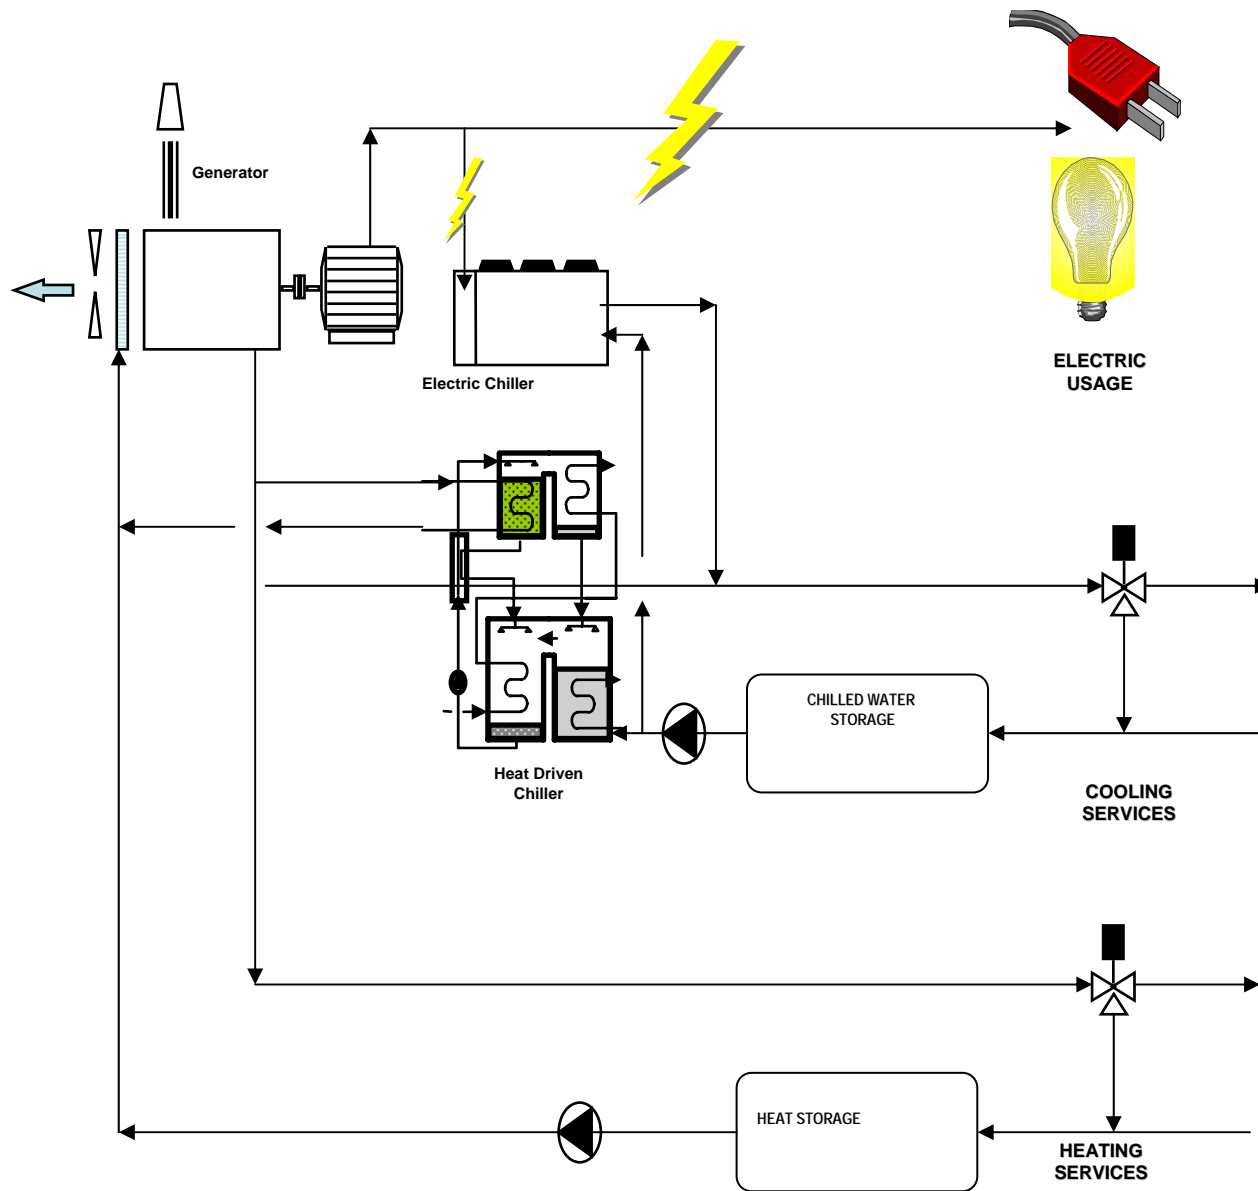 Generator
ELECTRIC
USAGE
Electric Chiller
CHILLED WATER
STORAGE
Heat Driven
Chiller
COOLING
SERVICES
HEAT STORAGE
HEATING
SERVICES